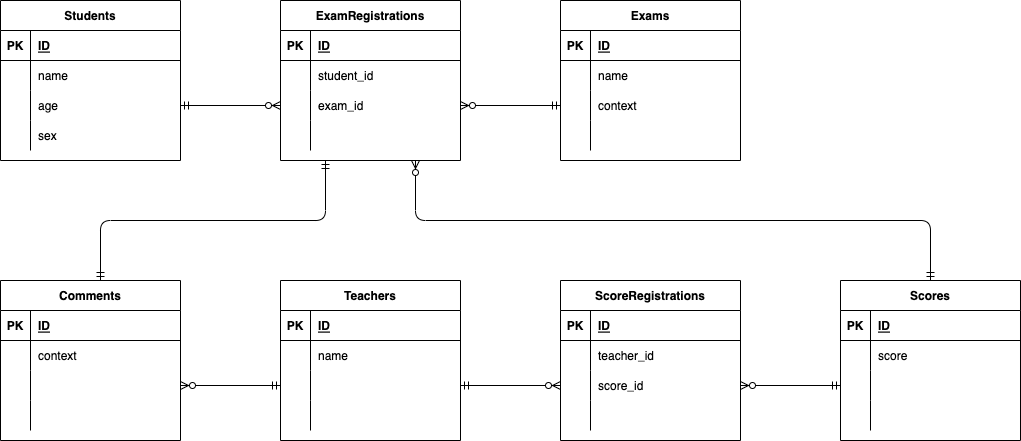 Students
PK ID
name
age
sex
ExamRegistrations
PK ID
student_id
exam_id
Exams
PK ID
name
context
Comments
PK ID
context
Teachers
PK ID
name
ScoreRegistrations
PK ID
teacher_id
score_id
Scores
PK ID
score